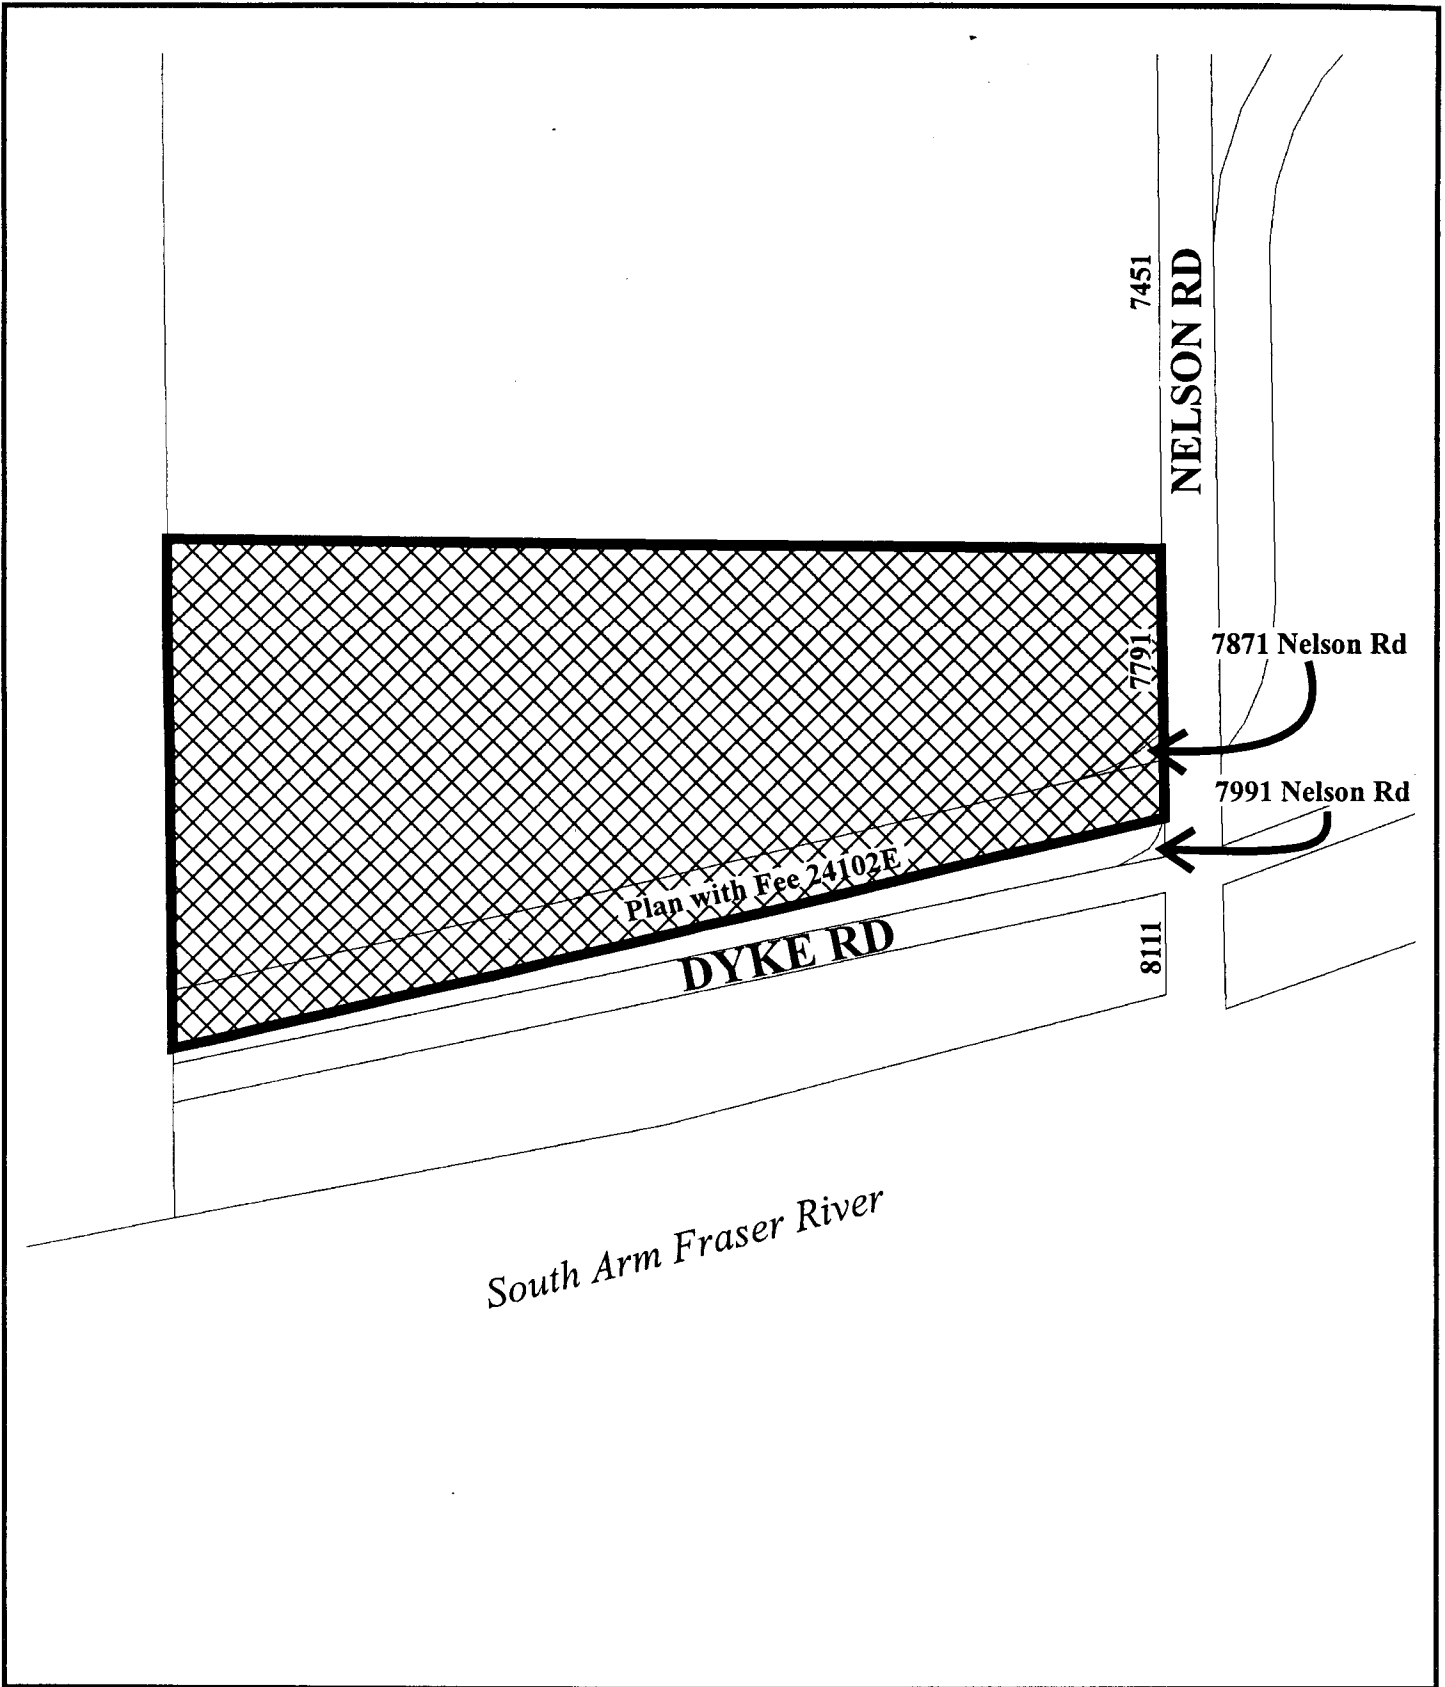 7451
NELSON RD
7791
7871 Nelson Rd
7991 Nelson Rd
Plan with Fee 24102E
DYKE RD
8111
South Arm Fraser River